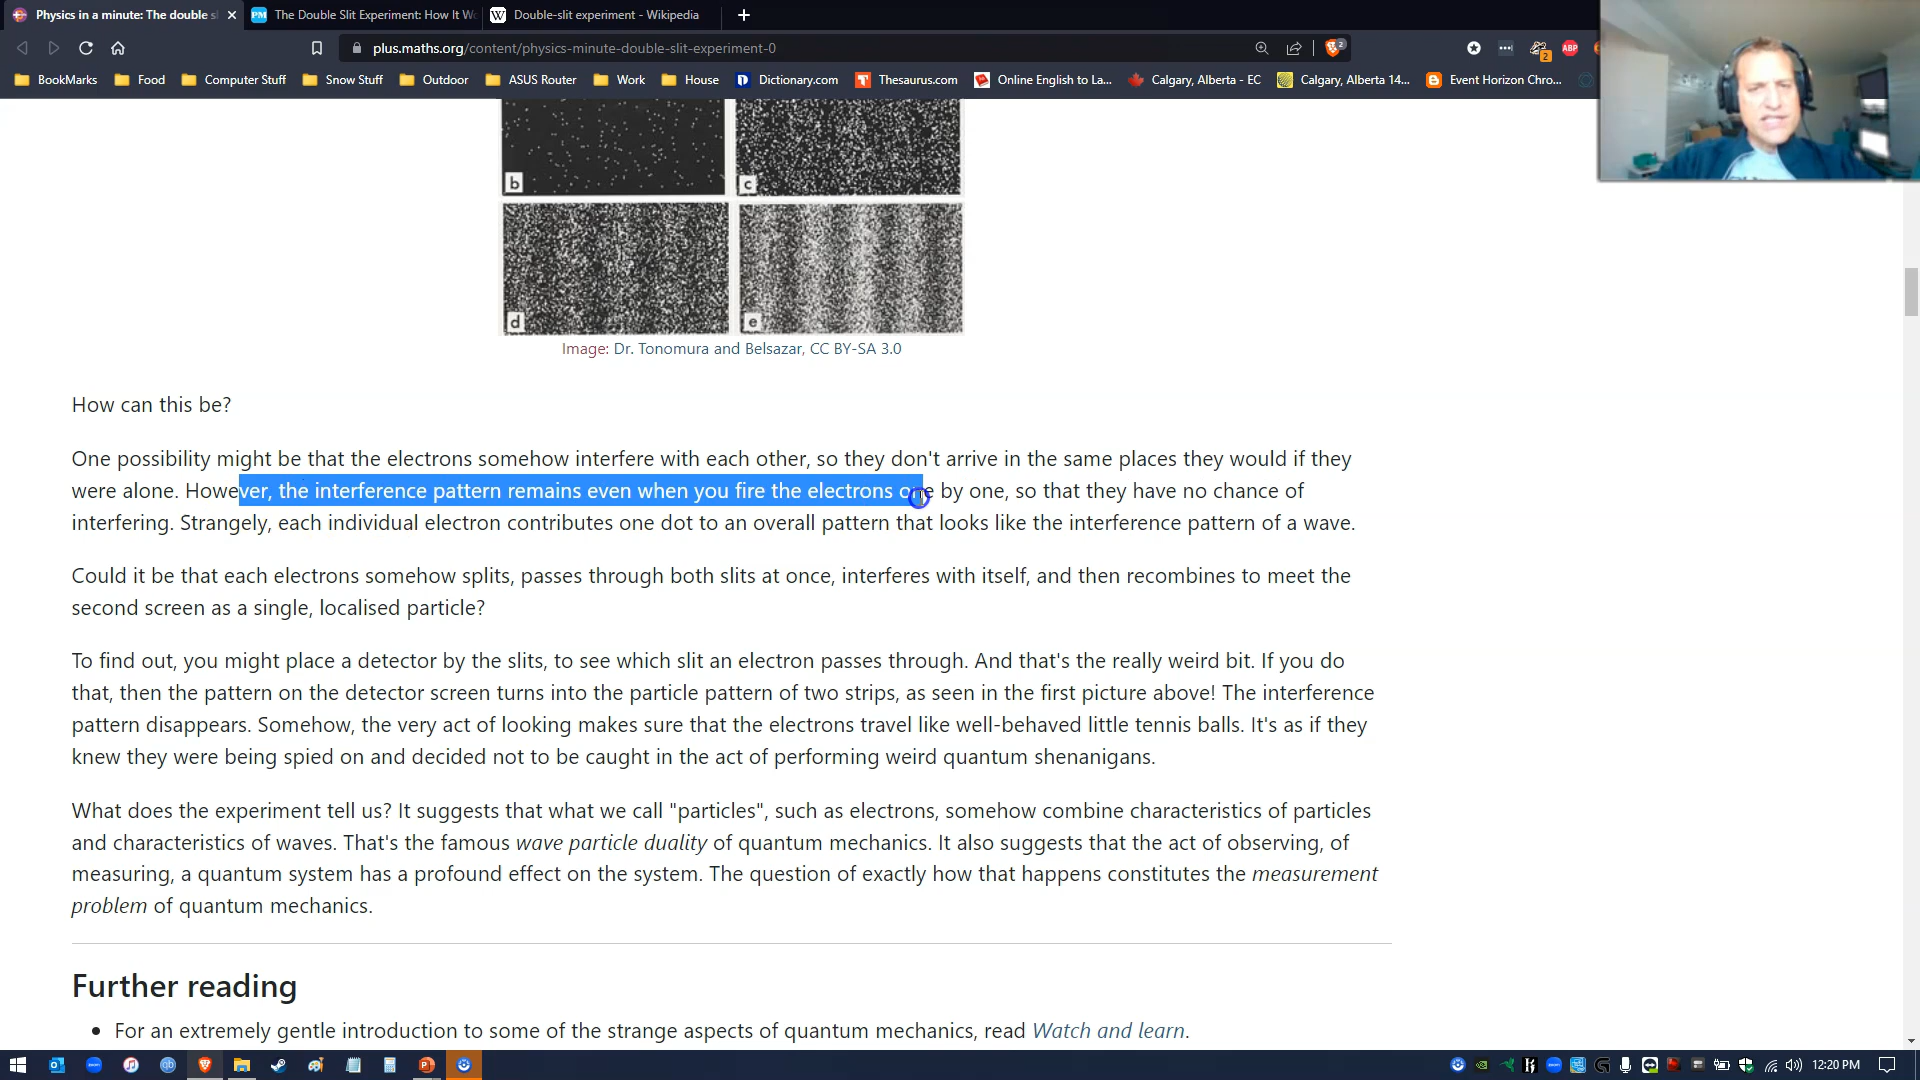 Physics in a minute: The double sl
The Double Slit Experiment: How It Wo
Double-slit experiment - Wikipedia
plus.maths.org/content/physics-minute-double-slit-experiment-0
BookMarks
Food
Computer Stuff
Snow Stuff
Outdoor
ASUS Router
Work
House
Dictionary.com
Thesaurus.com
Online English to La...
Calgary, Alberta - EC
Calgary, Alberta 14...
Event Horizon Chro...
b
c
d
e
Image: Dr. Tonomura and Belsazar, CC BY-SA 3.0
How can this be?
One possibility might be that the electrons somehow interfere with each other, so they don't arrive in the same places they would if they
were alone. However, the interference pattern remains even when you fire the electrons one by one, so that they have no chance of
interfering. Strangely, each individual electron contributes one dot to an overall pattern that looks like the interference pattern of a wave.
Could it be that each electrons somehow splits, passes through both slits at once, interferes with itself, and then recombines to meet the
second screen as a single, localised particle?
To find out, you might place a detector by the slits, to see which slit an electron passes through. And that's the really weird bit. If you do
that, then the pattern on the detector screen turns into the particle pattern of two strips, as seen in the first picture above! The interference
pattern disappears. Somehow, the very act of looking makes sure that the electrons travel like well-behaved little tennis balls. It's as if they
knew they were being spied on and decided not to be caught in the act of performing weird quantum shenanigans.
What does the experiment tell us? It suggests that what we call "particles", such as electrons, somehow combine characteristics of particles
and characteristics of waves. That's the famous wave particle duality of quantum mechanics. It also suggests that the act of observing, of
measuring, a quantum system has a profound effect on the system. The question of exactly how that happens constitutes the measurement
problem of quantum mechanics.
Further reading
• For an extremely gentle introduction to some of the strange aspects of quantum mechanics, read Watch and learn.
12:20 PM